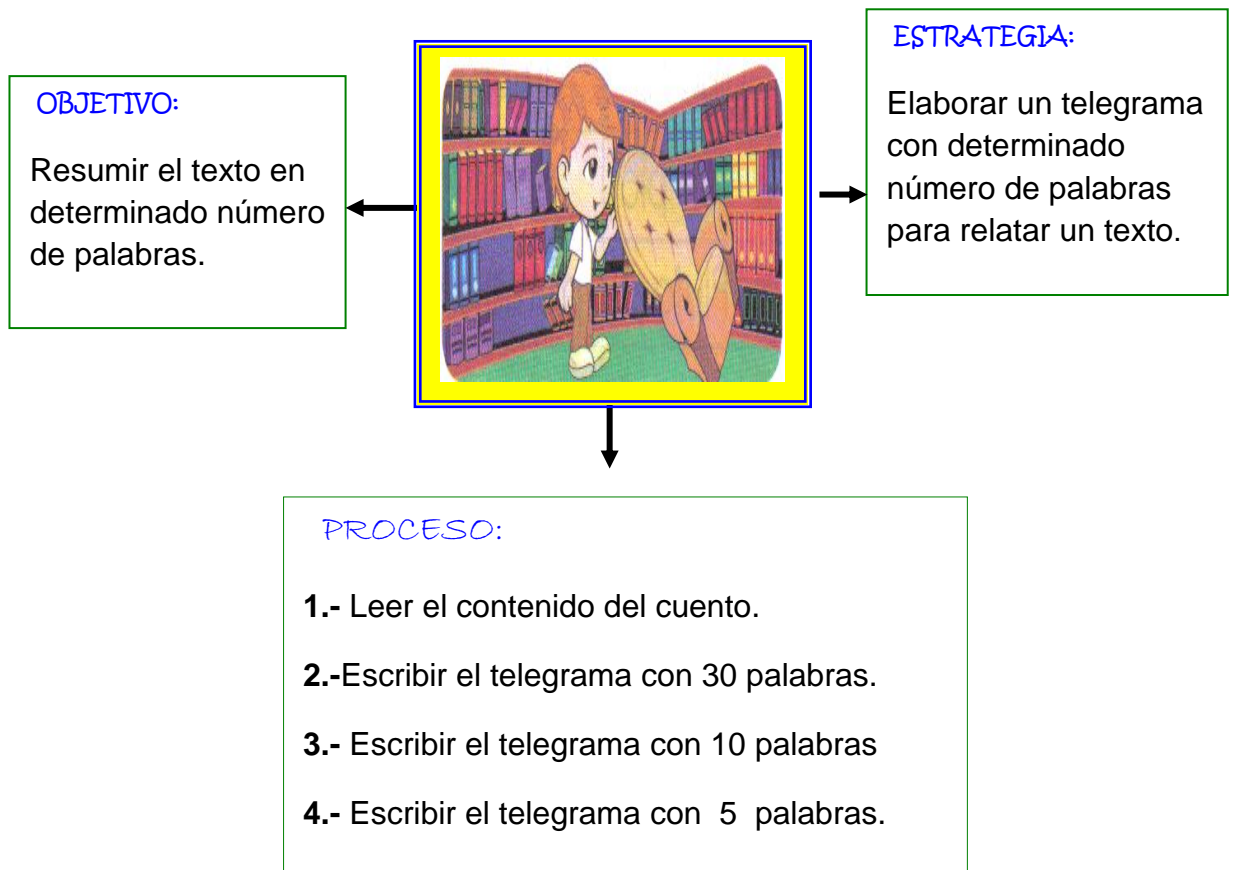 OBJETIVO:
Resumir el texto en
determinado número
de palabras.
ESTRATEGIA:
Elaborar un telegrama
con determinado
número de palabras
para relatar un texto.
PROCESO:
1.- Leer el contenido del cuento.
2.-Escribir el telegrama con 30 palabras.
3.- Escribir el telegrama con 10 palabras
4.- Escribir el telegrama con 5 palabras.